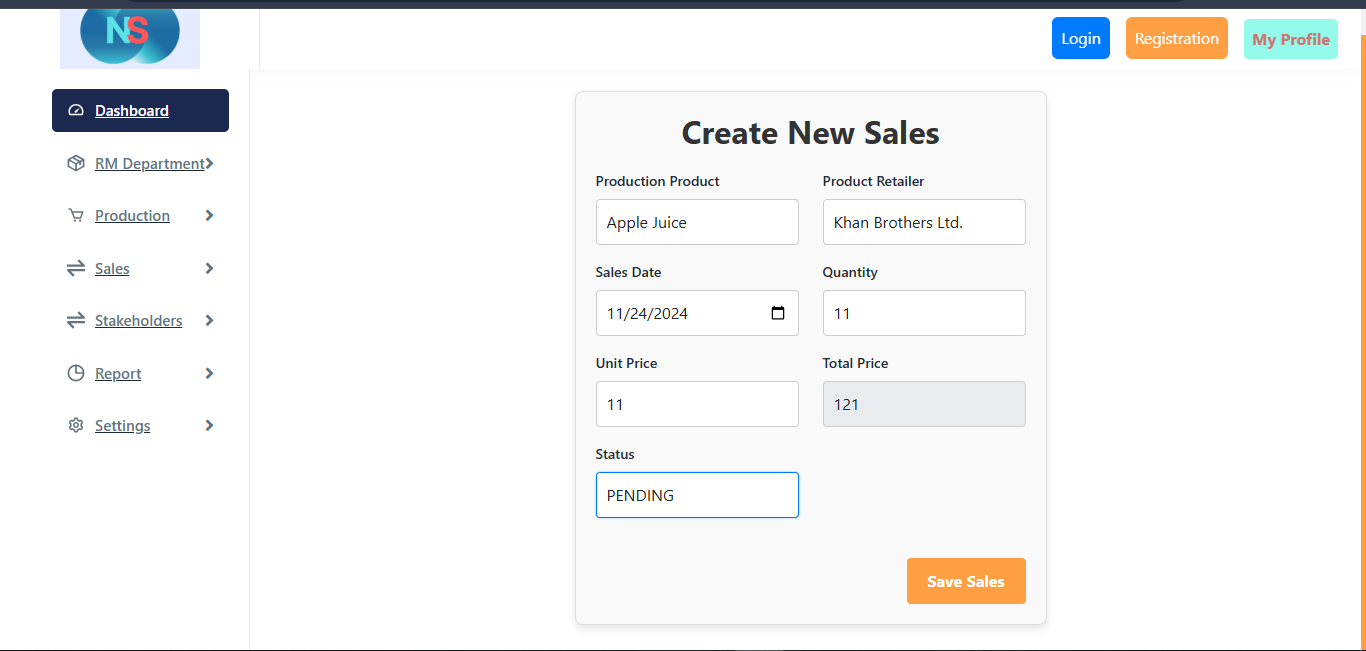 NS
Login
Registration
My Profile
Dashboard
RM Department
Production
Sales
Stakeholders
Report
Settings
Create New Sales
Production Product
Product Retailer
Apple Juice
Khan Brothers Ltd.
Sales Date
Quantity
11/24/2024
11
Unit Price
Total Price
11
121
Status
PENDING
Save Sales